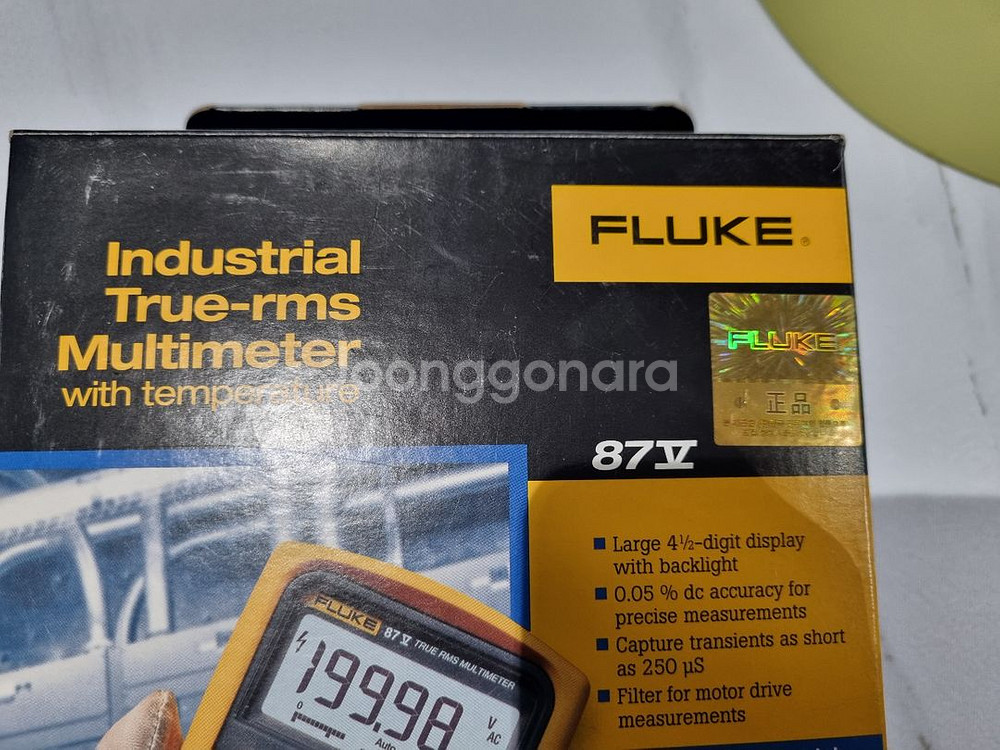 FLUKE®
Industrial
True-rms
Multimeter
with temperature
joonggonara
FLUKE
正品
87V
Large 4½-digit display
with backlight
0.05 % dc accuracy for
precise measurements
Capture transients as short
as 250 µS
Filter for motor drive
measurements
FLUKE 87V TRUE RMS MULTIMETER
199.98 V AC
0
Auto